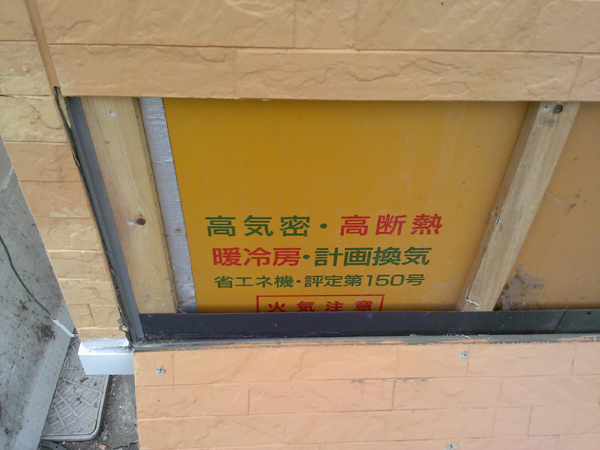 高気密・高断熱
暖冷房・計画換気
省エネ機・評定第150号
火気注意